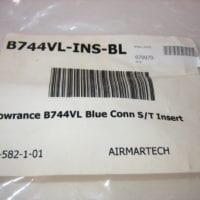 B744VL-INS-BL
owrance B744VL Blue Conn S/T Insert
-582-1-01 AIRMARTECH